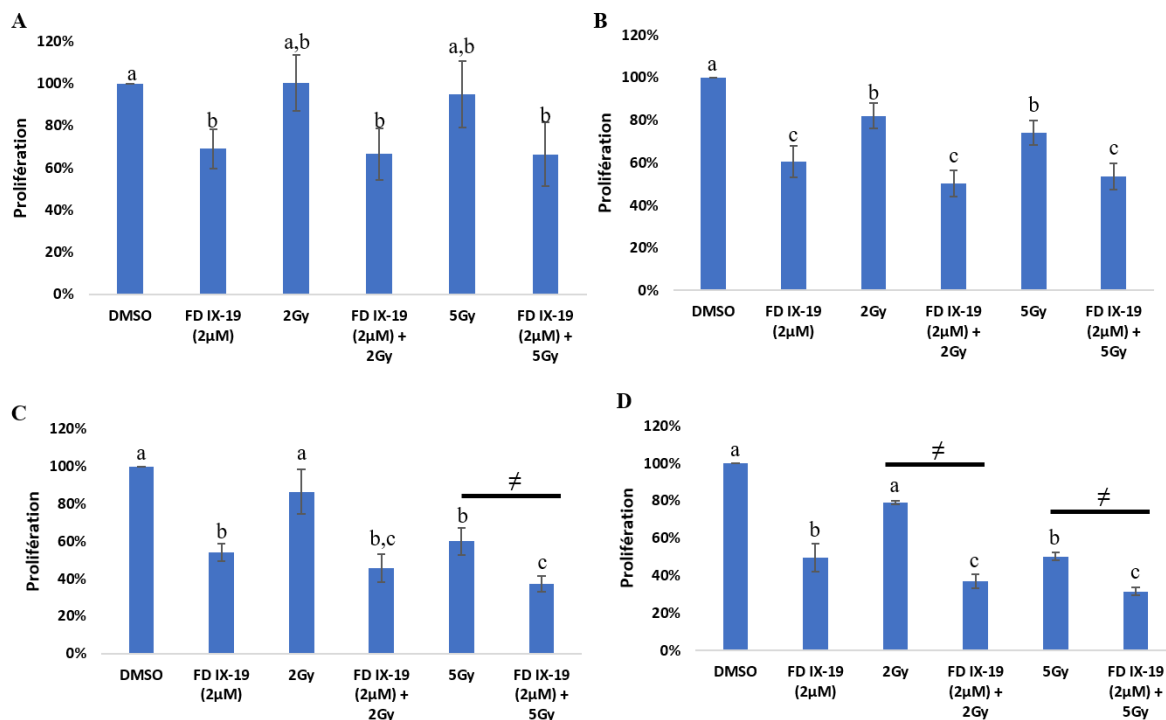 A
Prolifération
120%
100%
80%
60%
40%
20%
0%
a
b
a,b
b
a,b
b
DMSO
FD IX-19
(2µM)
2Gy
FD IX-19
(2µM) +
2Gy
5Gy
FD IX-19
(2µM) +
5Gy
B
Prolifération
120%
100%
80%
60%
40%
20%
0%
a
c
b
c
b
c
DMSO
FD IX-19
(2µM)
2Gy
FD IX-19
(2µM) +
2Gy
5Gy
FD IX-19
(2µM) +
5Gy
C
Prolifération
120%
100%
80%
60%
40%
20%
0%
a
b
a
b,c
≠
b
c
DMSO
FD IX-19
(2µM)
2Gy
FD IX-19
(2µM) +
2Gy
5Gy
FD IX-19
(2µM) +
5Gy
D
Prolifération
120%
100%
80%
60%
40%
20%
0%
a
b
≠
a
c
≠
b
c
DMSO
FD IX-19
(2µM)
2Gy
FD IX-19
(2µM) +
2Gy
5Gy
FD IX-19
(2µM) +
5Gy